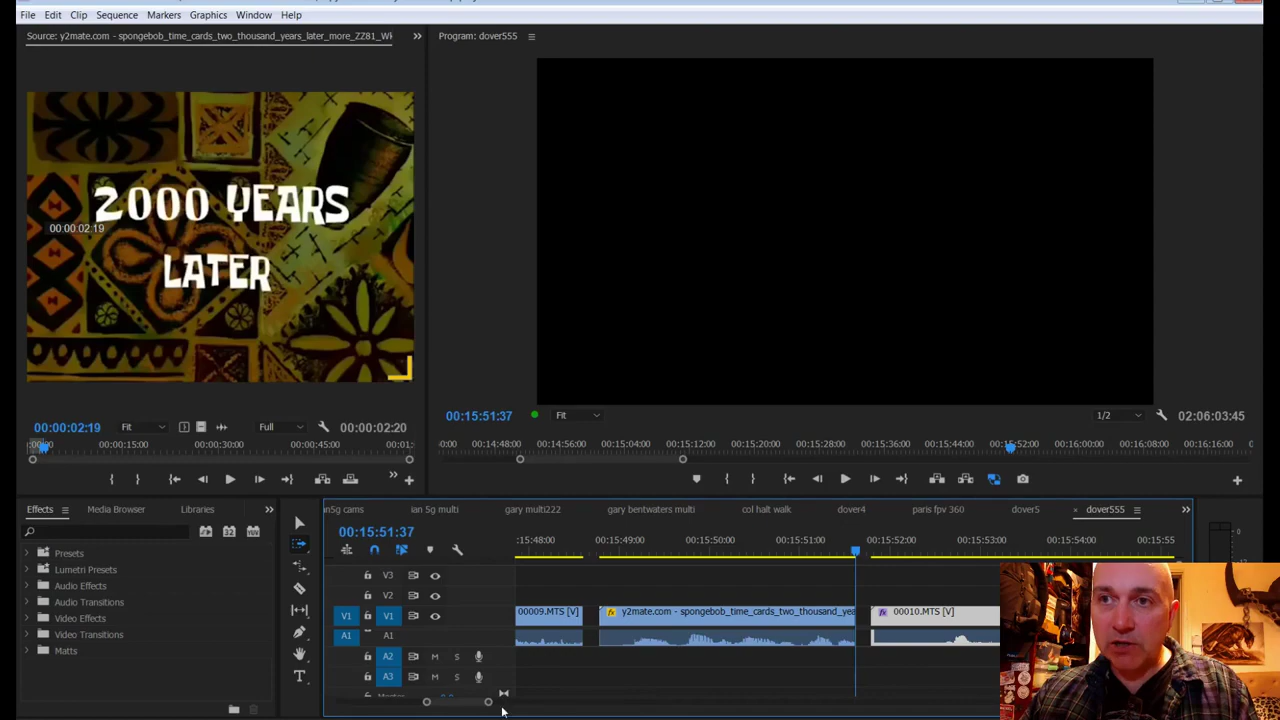 File Edit Clip Sequence Markers Graphics Window Help
Source: y2mate.com - spongebob_time_cards_two_thousand_years_later_more_ZZ81_
Program: dover555
2000 YEARS
00:00:02:19
LATER
00:00:02:19 Fit Full 00:00:02:20
00:15:51:37 Fit 1/2 02:06:03:45
:00:00 00:00:15:00 00:00:30:00 00:00:45:00 00:01:
00:14:48:00 00:14:56:00 00:15:04:00 00:15:12:00 00:15:20:00 00:15:28:00 00:15:36:00 00:15:44:00 00:15:52:00 00:16:00:00 00:16:08:00 00:16:16:00
Effects Media Browser Libraries
ian 5g multi gary multi222 gary bentwaters multi col halt walk dover4 paris fpv 360 dover5 dover555
00:15:51:37
:15:48:00 00:15:49:00 00:15:50:00 00:15:51:00 00:15:52:00 00:15:53:00 00:15:54:00 00:15:55
Presets
Lumetri Presets
Audio Effects
Audio Transitions
Video Effects
Video Transitions
Matts
V3
V2
V1 V1 00009.MTS [V] fx y2mate.com - spongebob_time_cards_two_thousand_yea fx 00010.MTS [V]
A1 A1
A2 M S
A3 M S